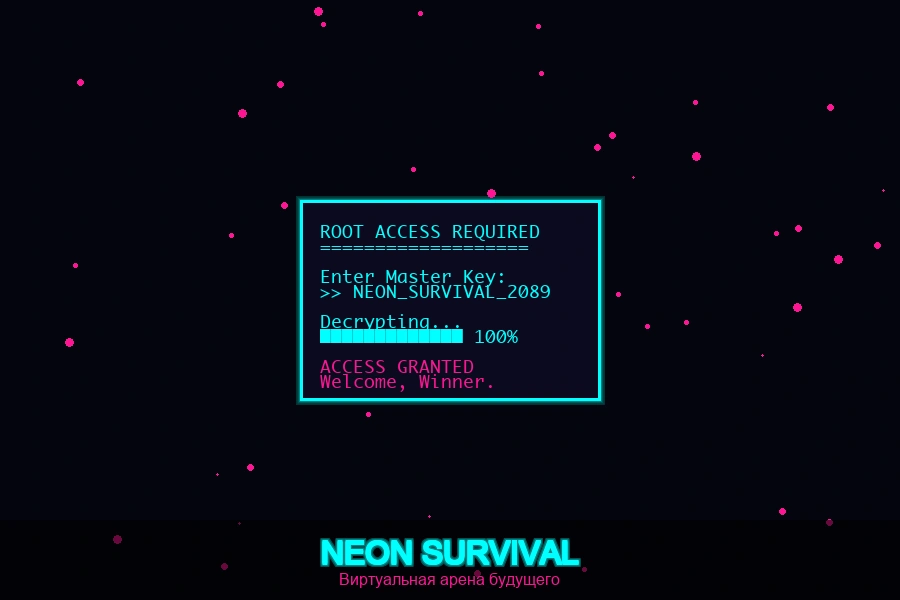 ROOT ACCESS REQUIRED
===================
Enter Master Key:
>> NEON_SURVIVAL_2089
Decrypting...
█████████████ 100%
ACCESS GRANTED
Welcome, Winner.
NEON SURVIVAL
Виртуальная арена будущего